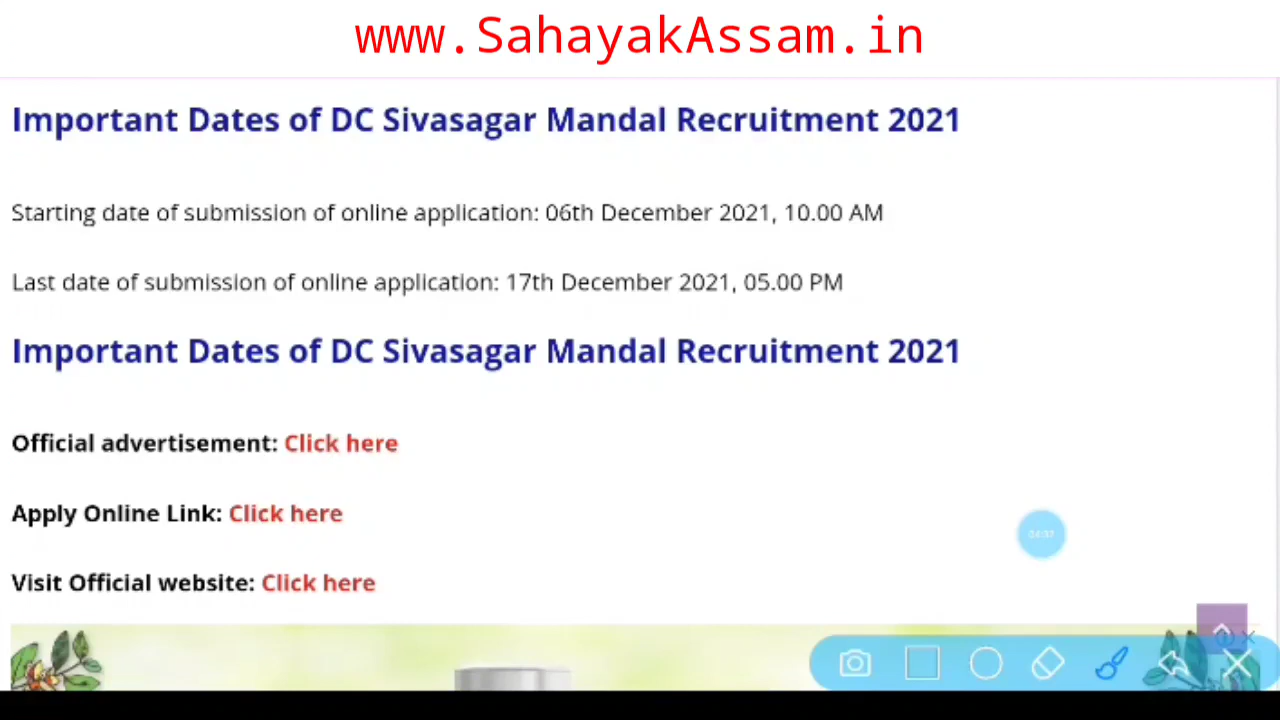 www.SahayakAssam.in
Important Dates of DC Sivasagar Mandal Recruitment 2021
Starting date of submission of online application: 06th December 2021, 10.00 AM
Last date of submission of online application: 17th December 2021, 05.00 PM
Important Dates of DC Sivasagar Mandal Recruitment 2021
Official advertisement: Click here
Apply Online Link: Click here
Visit Official website: Click here